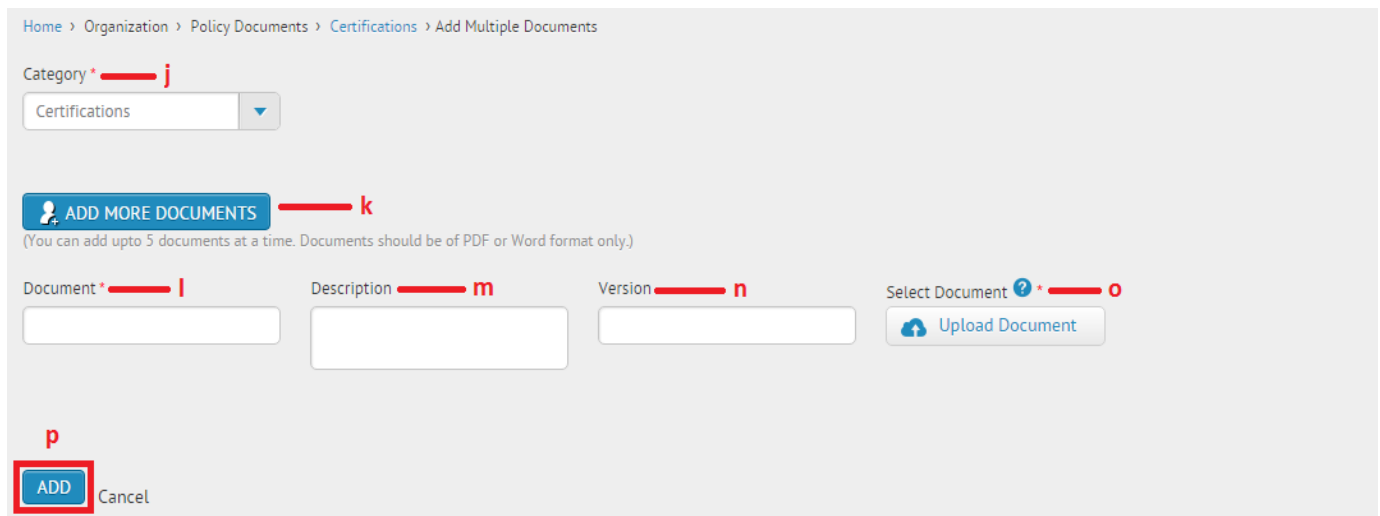 Home > Organization > Policy Documents > Certifications > Add Multiple Documents
Category * j
Certifications
ADD MORE DOCUMENTS k
(You can add upto 5 documents at a time. Documents should be of PDF or Word format only.)
Document * l Description m Version n Select Document ? * o
Upload Document
p
ADD Cancel